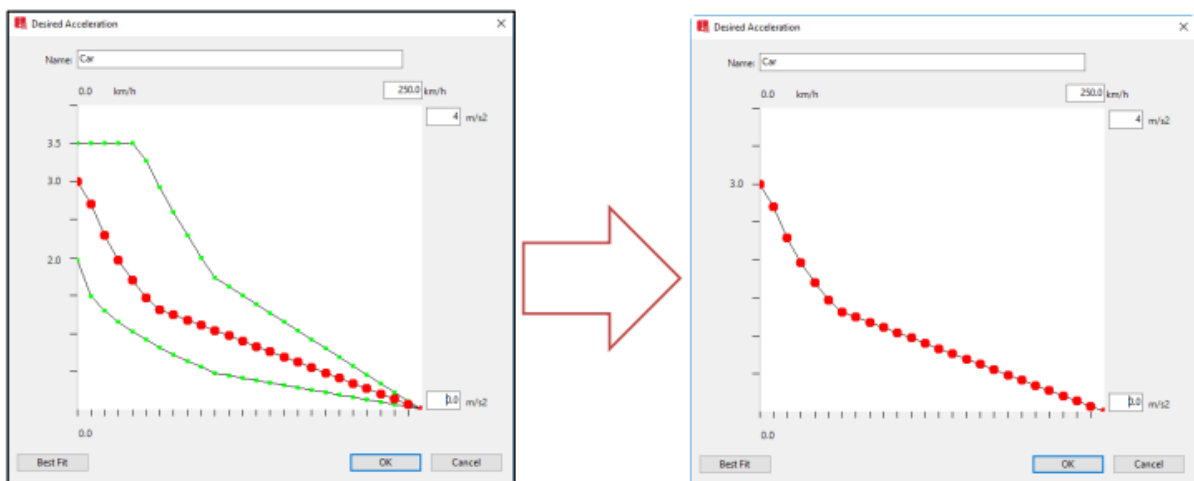 Desired Acceleration
Name: Car
0.0 km/h 250.0 km/h
4 m/s2
3.5
3.0
2.0
0.0 m/s2
0.0
Best Fit OK Cancel
Desired Acceleration
Name: Car
0.0 km/h 250.0 km/h
4 m/s2
3.0
0.0 m/s2
0.0
Best Fit OK Cancel